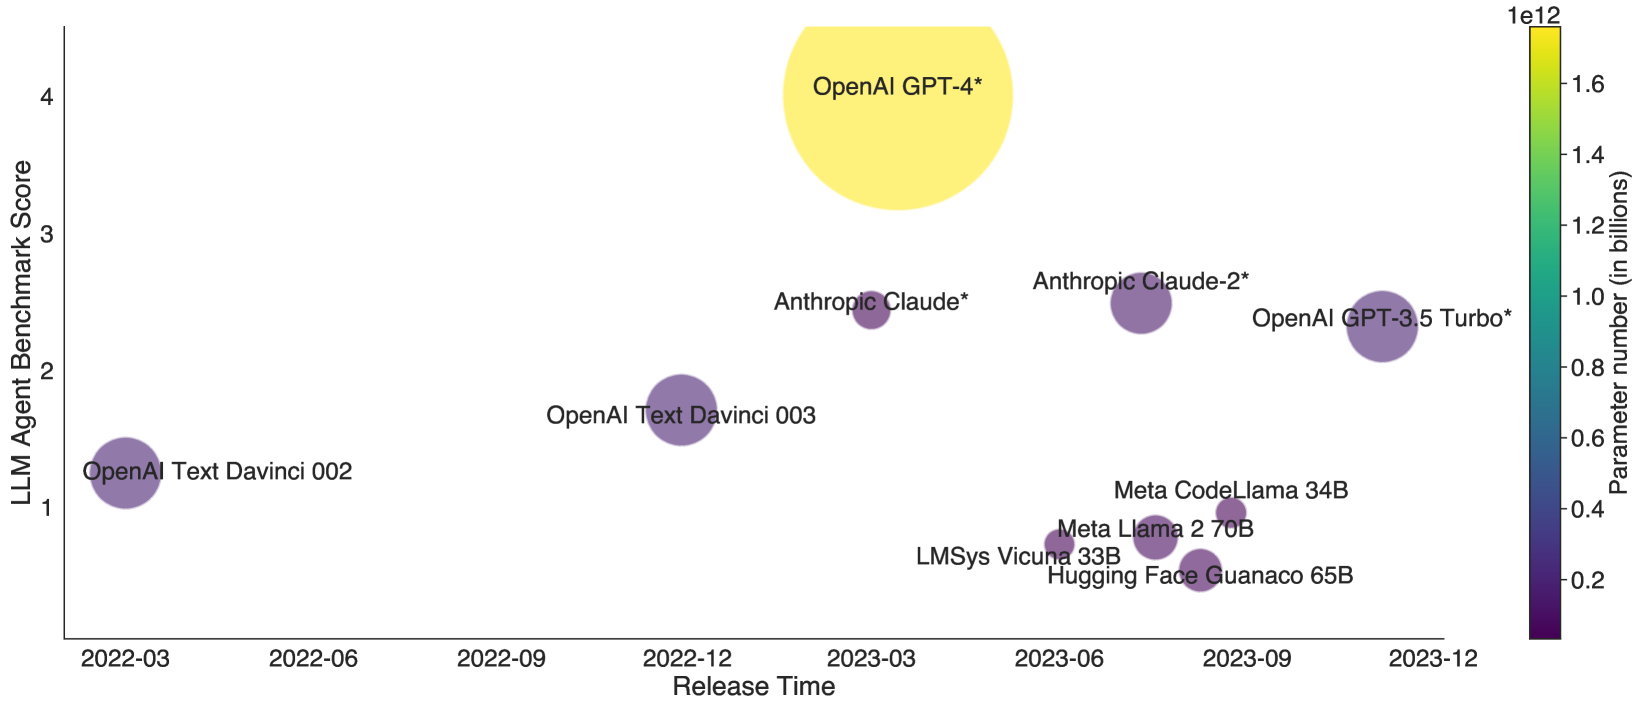 1e12
OpenAI GPT-4*
4
1.6
1.4
LLM Agent Benchmark Score
3
1.2
Parameter number (in billions)
Anthropic Claude-2*
Anthropic Claude*
1.0
OpenAI GPT-3.5 Turbo*
2
0.8
OpenAI Text Davinci 003
0.6
OpenAI Text Davinci 002
Meta CodeLlama 34B
1
0.4
Meta Llama 2 70B
LMSys Vicuna 33B
Hugging Face Guanaco 65B
0.2
2022-03 2022-06 2022-09 2022-12 2023-03 2023-06 2023-09 2023-12
Release Time